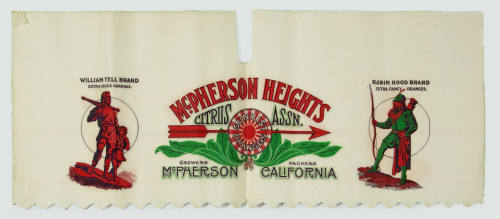 WILLIAM TELL BRAND
EXTRA CHOICE ORANGES.
McPHERSON HEIGHTS
CITRUS ASSN.
GROWERS PACKERS
McPHERSON CALIFORNIA
ROBIN HOOD BRAND
EXTRA FANCY ORANGES.